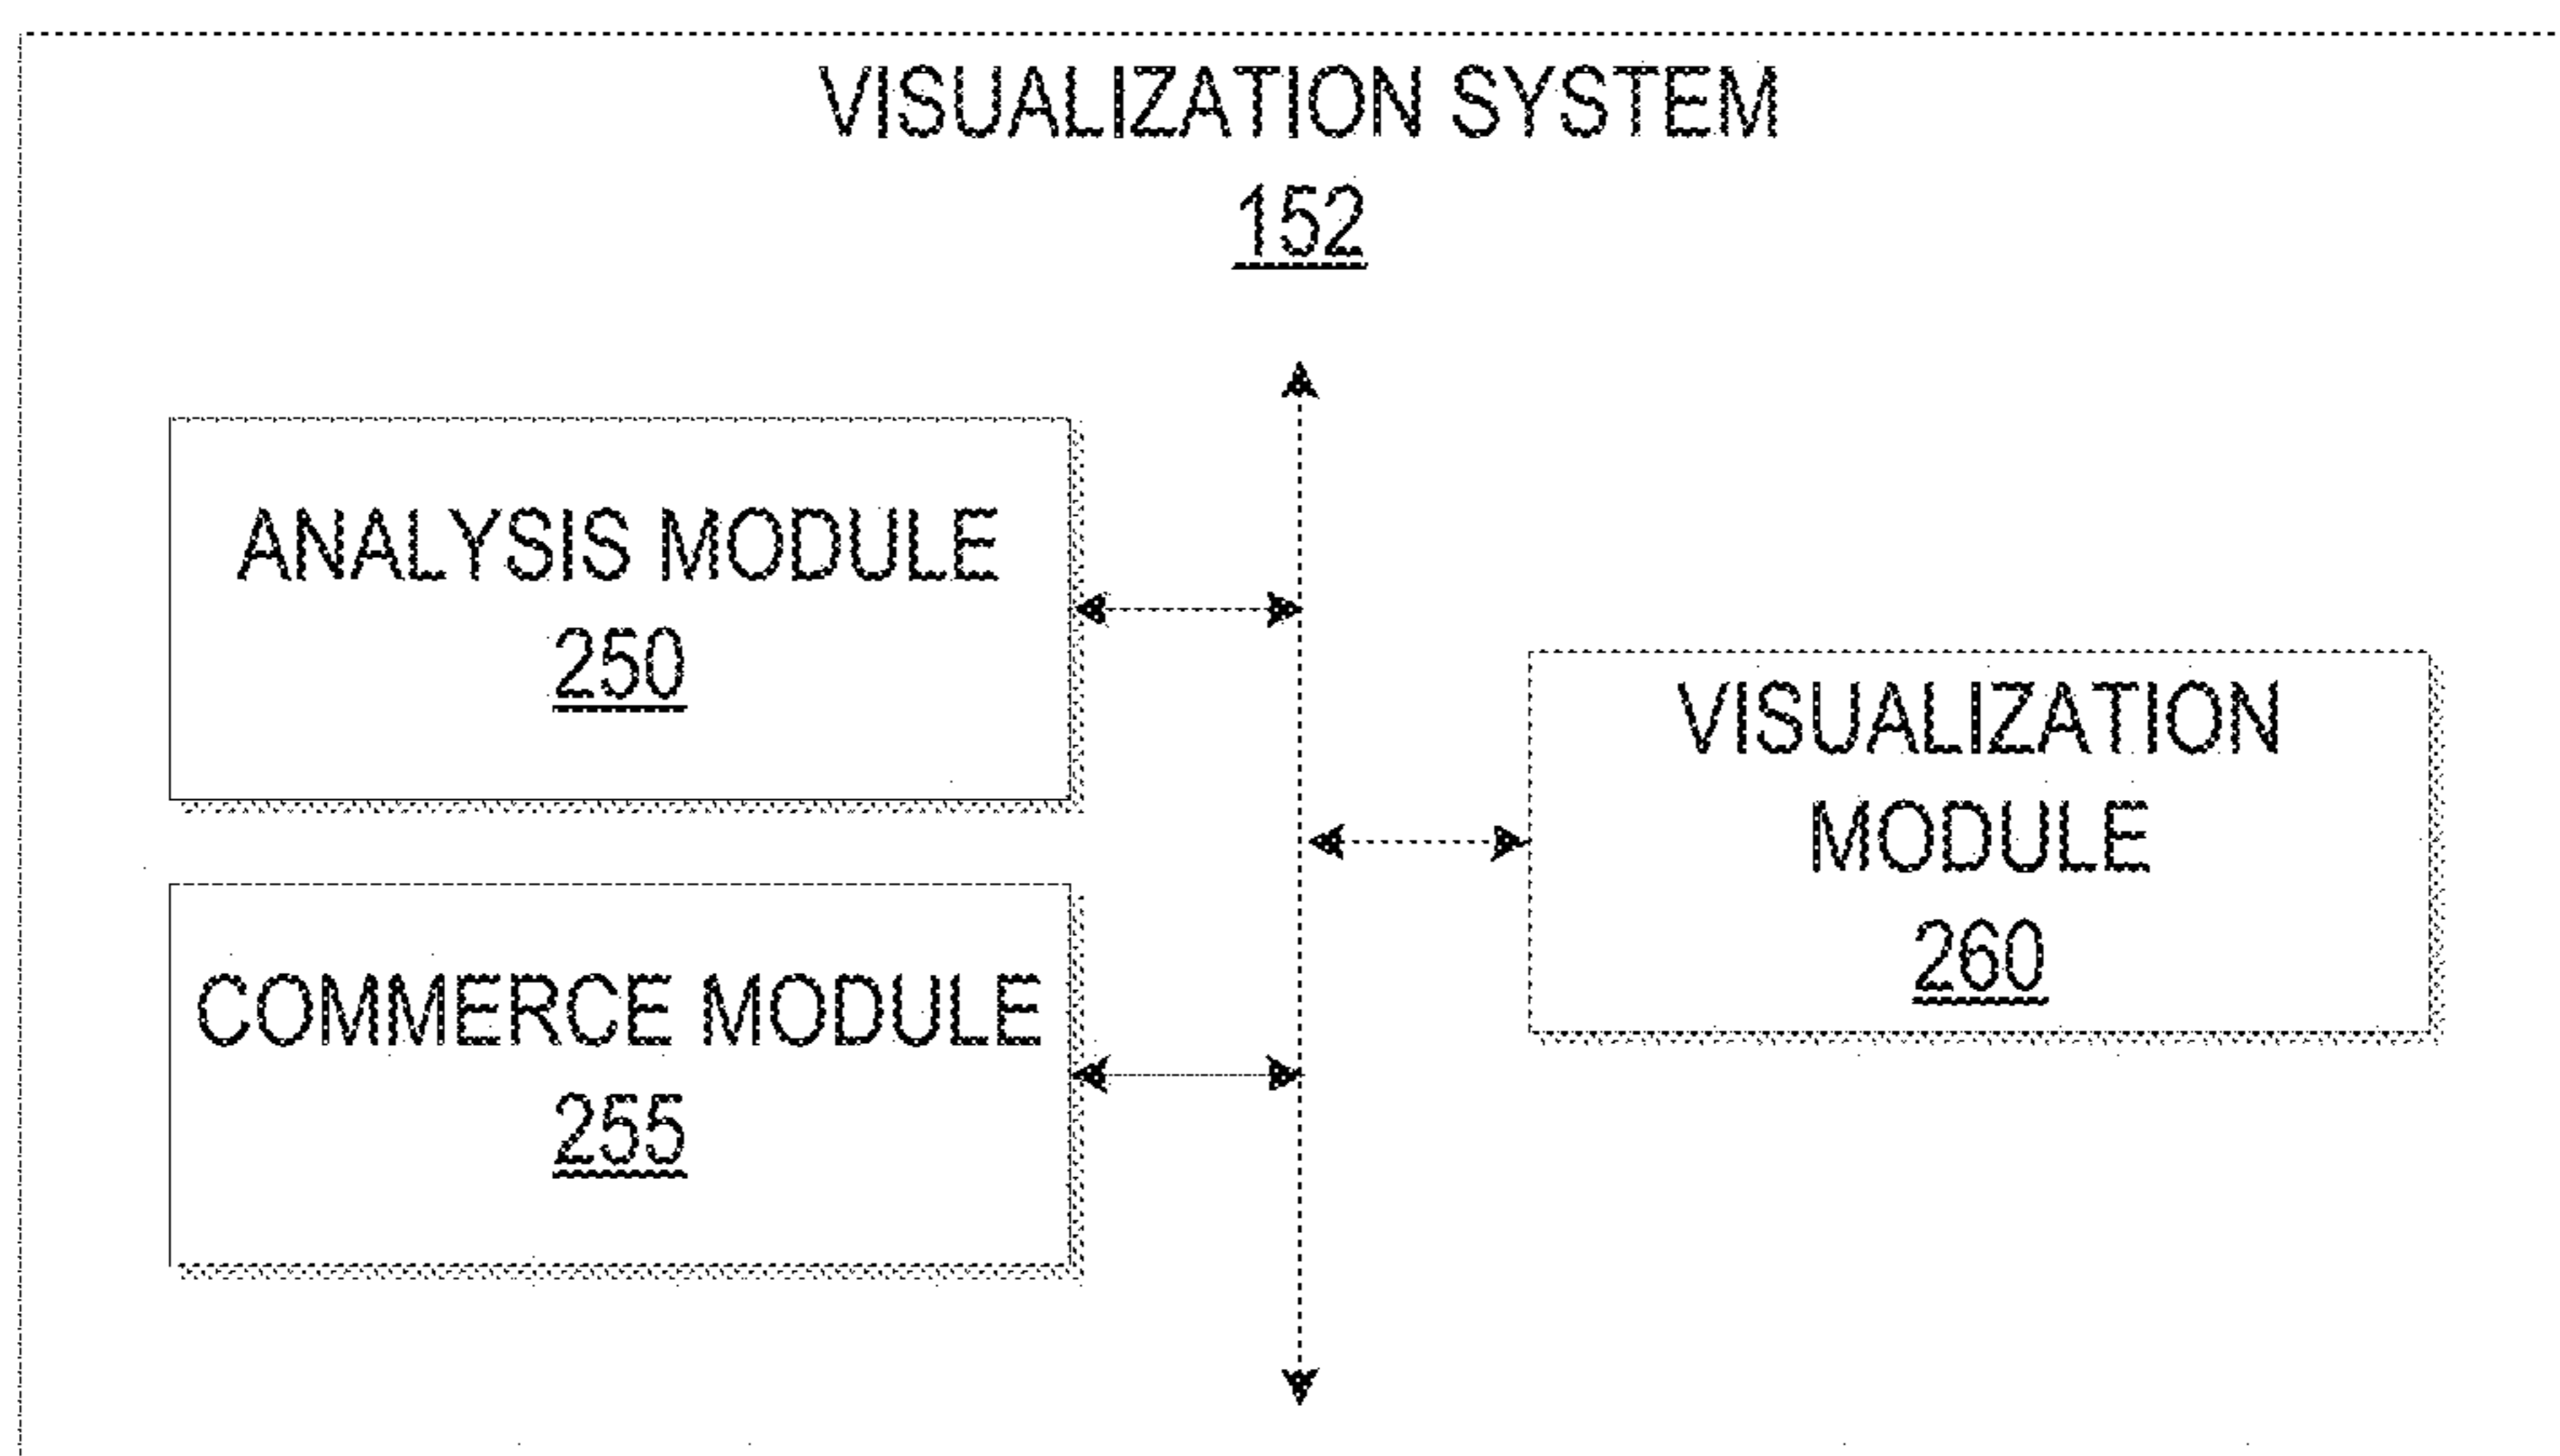 VISUALIZATION SYSTEM
152
ANALYSIS MODULE
250
COMMERCE MODULE
255
VISUALIZATION
MODULE
260